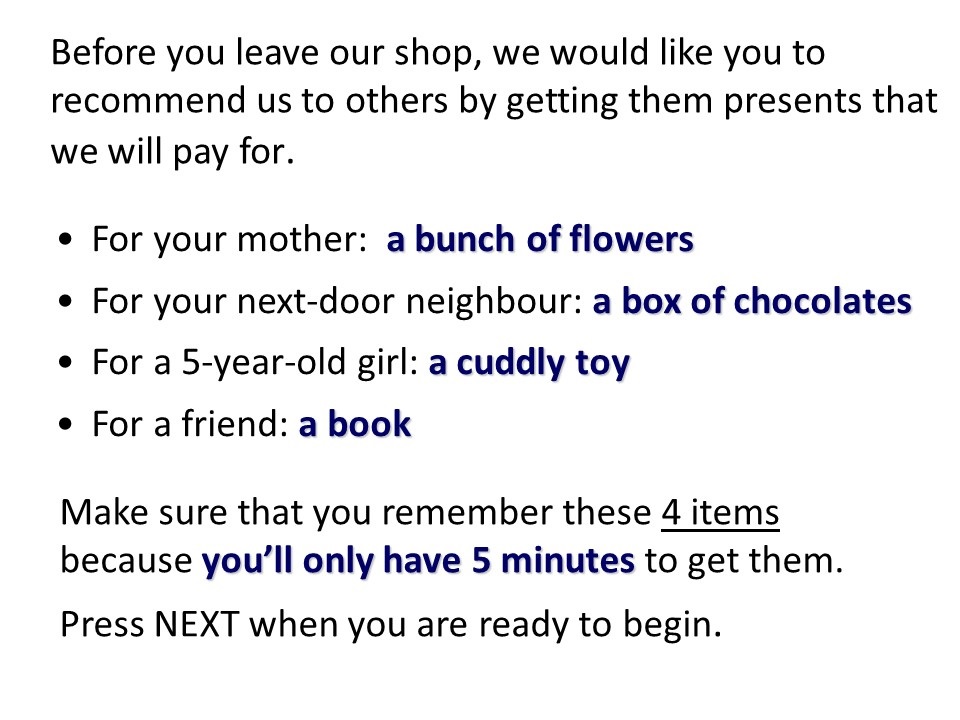 Before you leave our shop, we would like you to
recommend us to others by getting them presents that
we will pay for.
• For your mother: a bunch of flowers
• For your next-door neighbour: a box of chocolates
• For a 5-year-old girl: a cuddly toy
• For a friend: a book
Make sure that you remember these 4 items
because you’ll only have 5 minutes to get them.
Press NEXT when you are ready to begin.